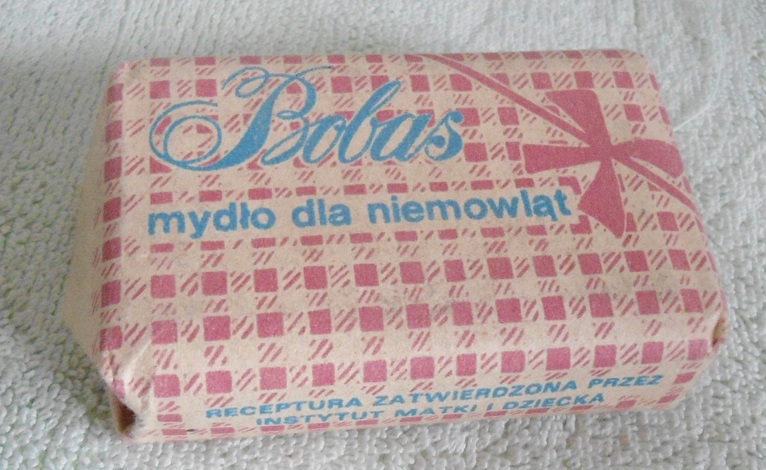 Bobas
mydło dla niemowląt
RECEPTURA ZATWIERDZONA PRZEZ
INSTYTUT MATKI I DZIECKA